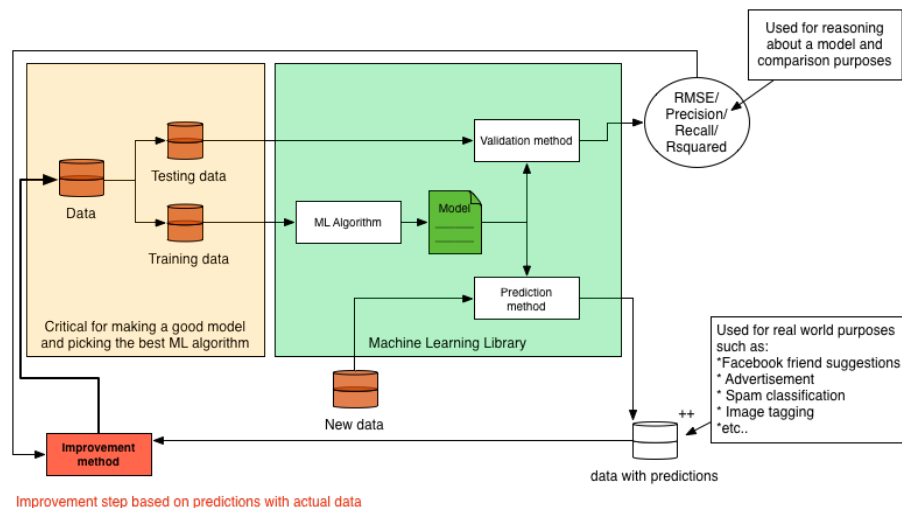 Used for reasoning
about a model and
comparison purposes
RMSE/
Precision/
Recall/
Rsquared
Validation method
Testing data
Data
Model
ML Algorithm
Training data
Prediction
method
Critical for making a good model
and picking the best ML algorithm
Machine Learning Library
Used for real world purposes
such as:
*Facebook friend suggestions
* Advertisement
* Spam classification
* Image tagging
*etc..
New data
++
Improvement
method
data with predictions
Improvement step based on predictions with actual data